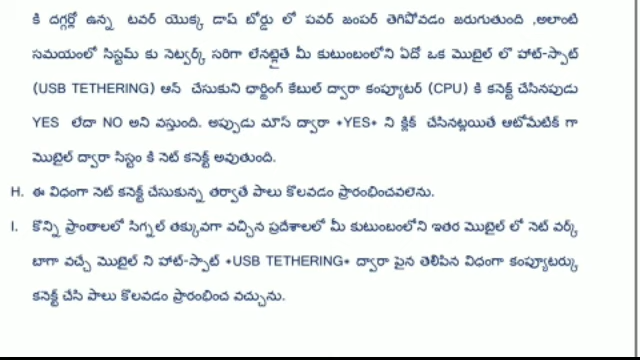 కి దగ్గర్లో ఉన్న టవర్ యొక్క డాష్ బోర్డు లో పవర్ జంపర్ తెగిపోవడం జరుగుతుంది ,అలాంటి
సమయంలో సిస్టమ్ కు నెట్వర్క్ సరిగా లేనట్లైతే మీ కుటుంబంలోని ఏదో ఒక మొబైల్ లొ హాట్-స్పాట్
(USB TETHERING) ఆన్ చేసుకుని ఛార్జింగ్ కేబుల్ ద్వారా కంప్యూటర్ (CPU) కి కనెక్ట్ చేసినపుడు
YES లేదా NO అని వస్తుంది. అప్పుడు మౌస్ ద్వారా *YES* ని క్లిక్ చేసినట్లయితే ఆటోమేటిక్ గా
మొబైల్ ద్వారా సిస్టం కి నెట్ కనెక్ట్ అవుతుంది.
H. ఈ విధంగా నెట్ కనెక్ట్ చేసుకున్న తర్వాతే పాలు కొలవడం ప్రారంభించవలెను.
I. కొన్ని ప్రాంతాలలో సిగ్నల్ తక్కువగా వచ్చిన ప్రదేశాలలో మీ కుటుంబంలోని ఇతర మొబైల్ లో నెట్ వర్క్
బాగా వచ్చే మొబైల్ ని హాట్-స్పాట్ *USB TETHERING* ద్వారా పైన తెలిపిన విధంగా కంప్యూటర్కు
కనెక్ట్ చేసి పాలు కొలవడం ప్రారంభించ వచ్చును.